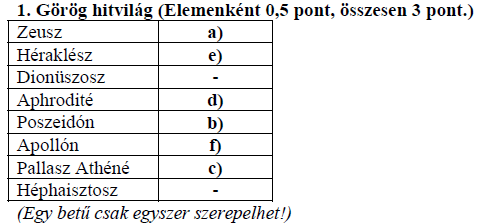 1. Görög hitvilág (Elemenként 0,5 pont, összesen 3 pont.)
Zeusz a)
Héraklész e)
Dionüszosz -
Aphrodité d)
Poszeidón b)
Apollón f)
Pallasz Athéné c)
Héphaisztosz -
(Egy betű csak egyszer szerepelhet!)